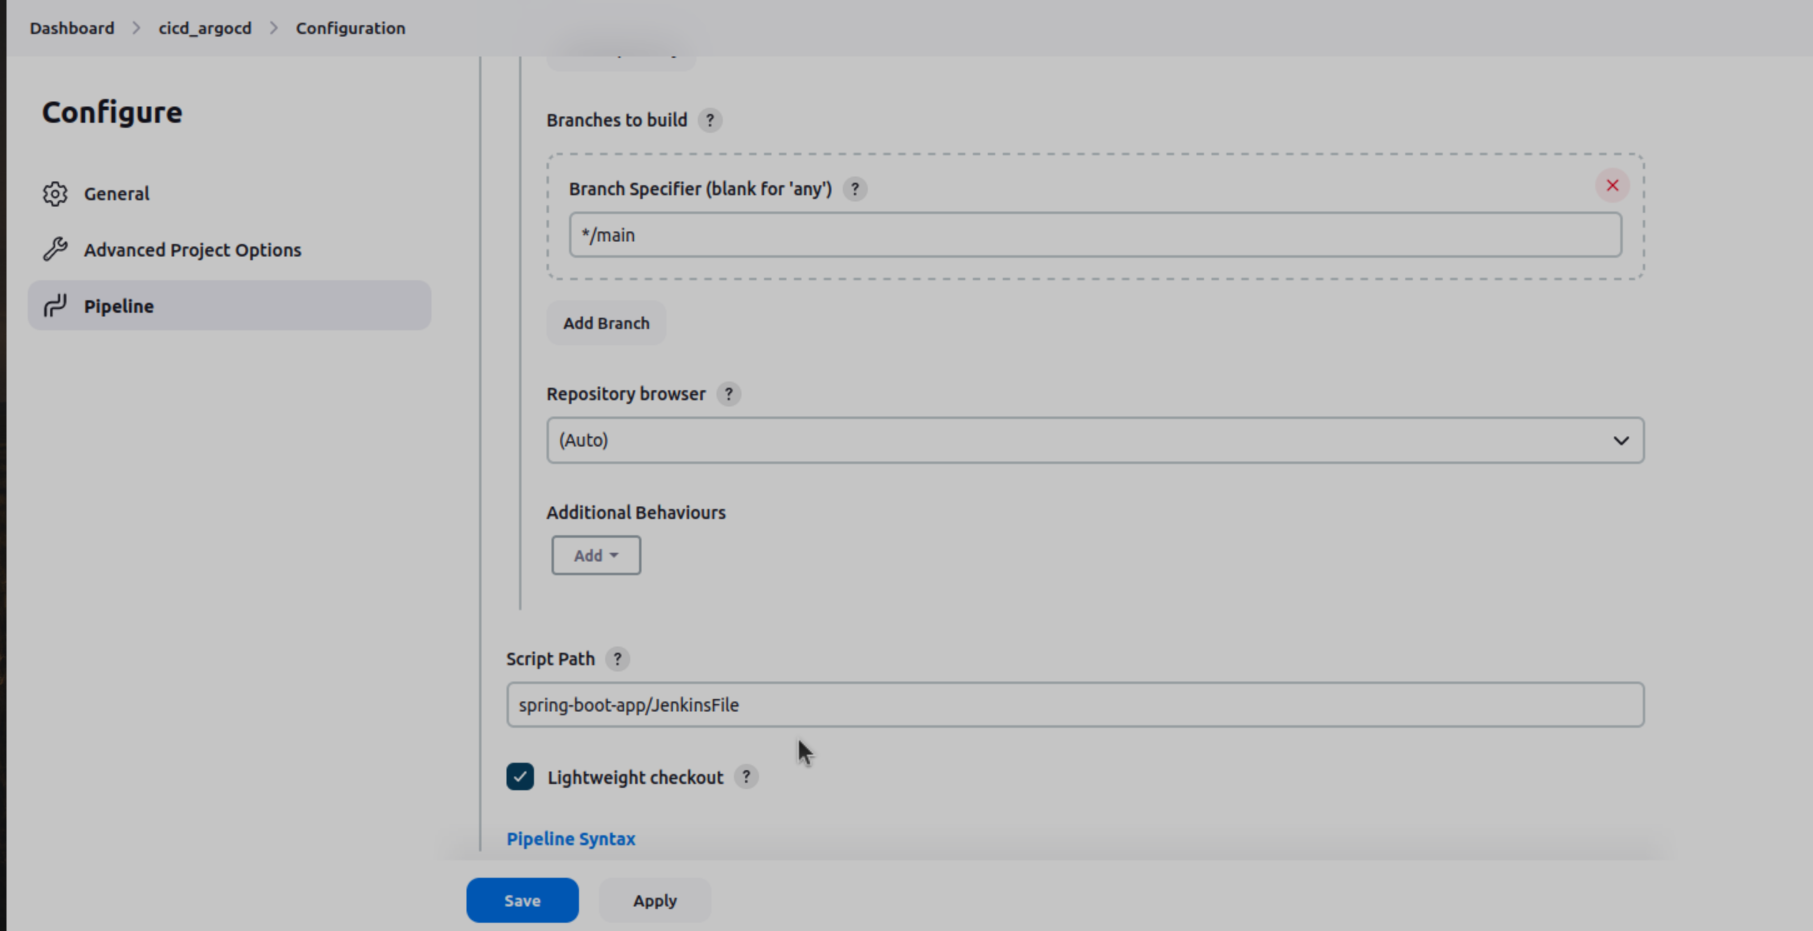 Dashboard > cicd_argocd > Configuration
Configure
General
Advanced Project Options
Pipeline
Branches to build ?
Branch Specifier (blank for 'any') ?
*/main
Add Branch
Repository browser ?
(Auto)
Additional Behaviours
Add
Script Path ?
spring-boot-app/JenkinsFile
Lightweight checkout ?
Pipeline Syntax
Save
Apply